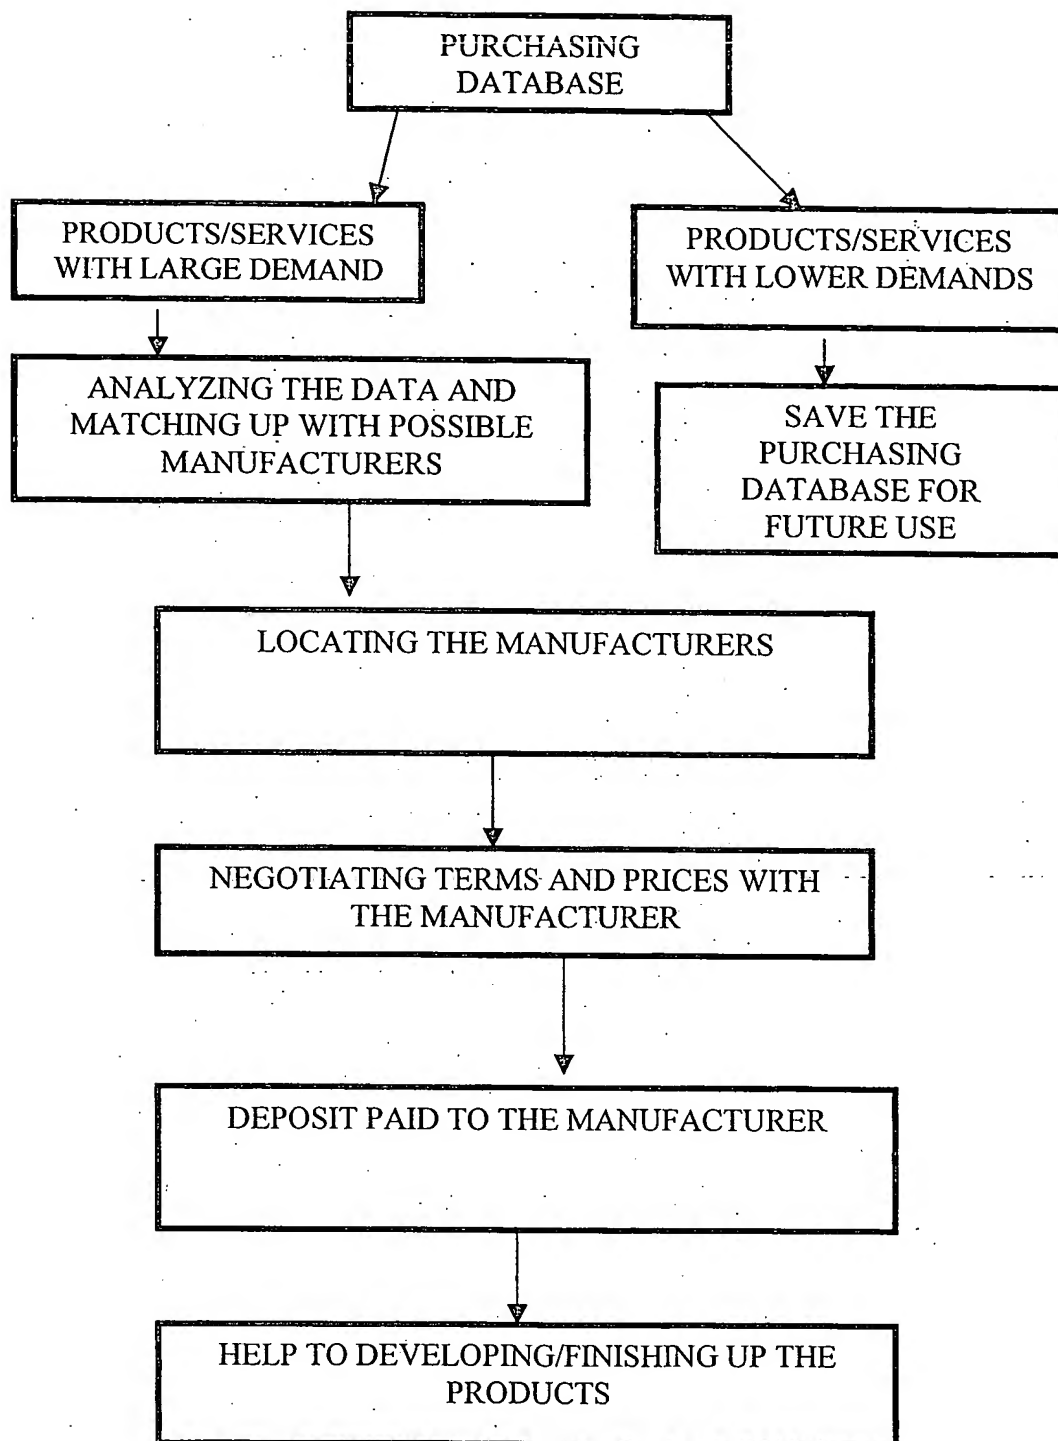 PURCHASING
DATABASE
PRODUCTS/SERVICES
WITH LARGE DEMAND
PRODUCTS/SERVICES
WITH LOWER DEMANDS
ANALYZING THE DATA AND
MATCHING UP WITH POSSIBLE
MANUFACTURERS
SAVE THE
PURCHASING
DATABASE FOR
FUTURE USE
LOCATING THE MANUFACTURERS
NEGOTIATING TERMS AND PRICES WITH
THE MANUFACTURER
DEPOSIT PAID TO THE MANUFACTURER
HELP TO DEVELOPING/FINISHING UP THE
PRODUCTS